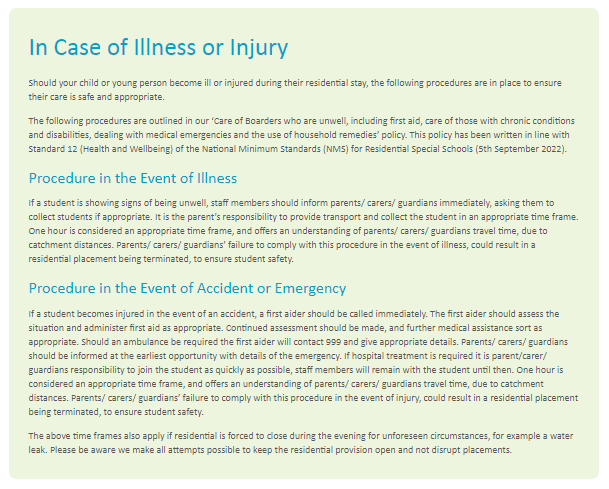 In Case of Illness or Injury
Should your child or young person become ill or injured during their residential stay, the following procedures are in place to ensure
their care is safe and appropriate.
The following procedures are outlined in our ‘Care of Boarders who are unwell, including first aid, care of those with chronic conditions
and disabilities, dealing with medical emergencies and the use of household remedies’ policy. This policy has been written in line with
Standard 12 (Health and Wellbeing) of the National Minimum Standards (NMS) for Residential Special Schools (5th September 2022).
Procedure in the Event of Illness
If a student is showing signs of being unwell, staff members should inform parents/ carers/ guardians immediately, asking them to
collect students if appropriate. It is the parent’s responsibility to provide transport and collect the student in an appropriate time frame.
One hour is considered an appropriate time frame, and offers an understanding of parents/ carers/ guardians travel time, due to
catchment distances. Parents/ carers/ guardians’ failure to comply with this procedure in the event of illness, could result in a
residential placement being terminated, to ensure student safety.
Procedure in the Event of Accident or Emergency
If a student becomes injured in the event of an accident, a first aider should be called immediately. The first aider should assess the
situation and administer first aid as appropriate. Continued assessment should be made, and further medical assistance sort as
appropriate. Should an ambulance be required the first aider will contact 999 and give appropriate details. Parents/ carers/ guardians
should be informed at the earliest opportunity with details of the emergency. If hospital treatment is required it is parent/carer/
guardians responsibility to join the student as quickly as possible, staff members will remain with the student until then. One hour is
considered an appropriate time frame, and offers an understanding of parents/ carers/ guardians travel time, due to catchment
distances. Parents/ carers/ guardians’ failure to comply with this procedure in the event of injury, could result in a residential placement
being terminated, to ensure student safety.
The above time frames also apply if residential is forced to close during the evening for unforeseen circumstances, for example a water
leak. Please be aware we make all attempts possible to keep the residential provision open and not disrupt placements.